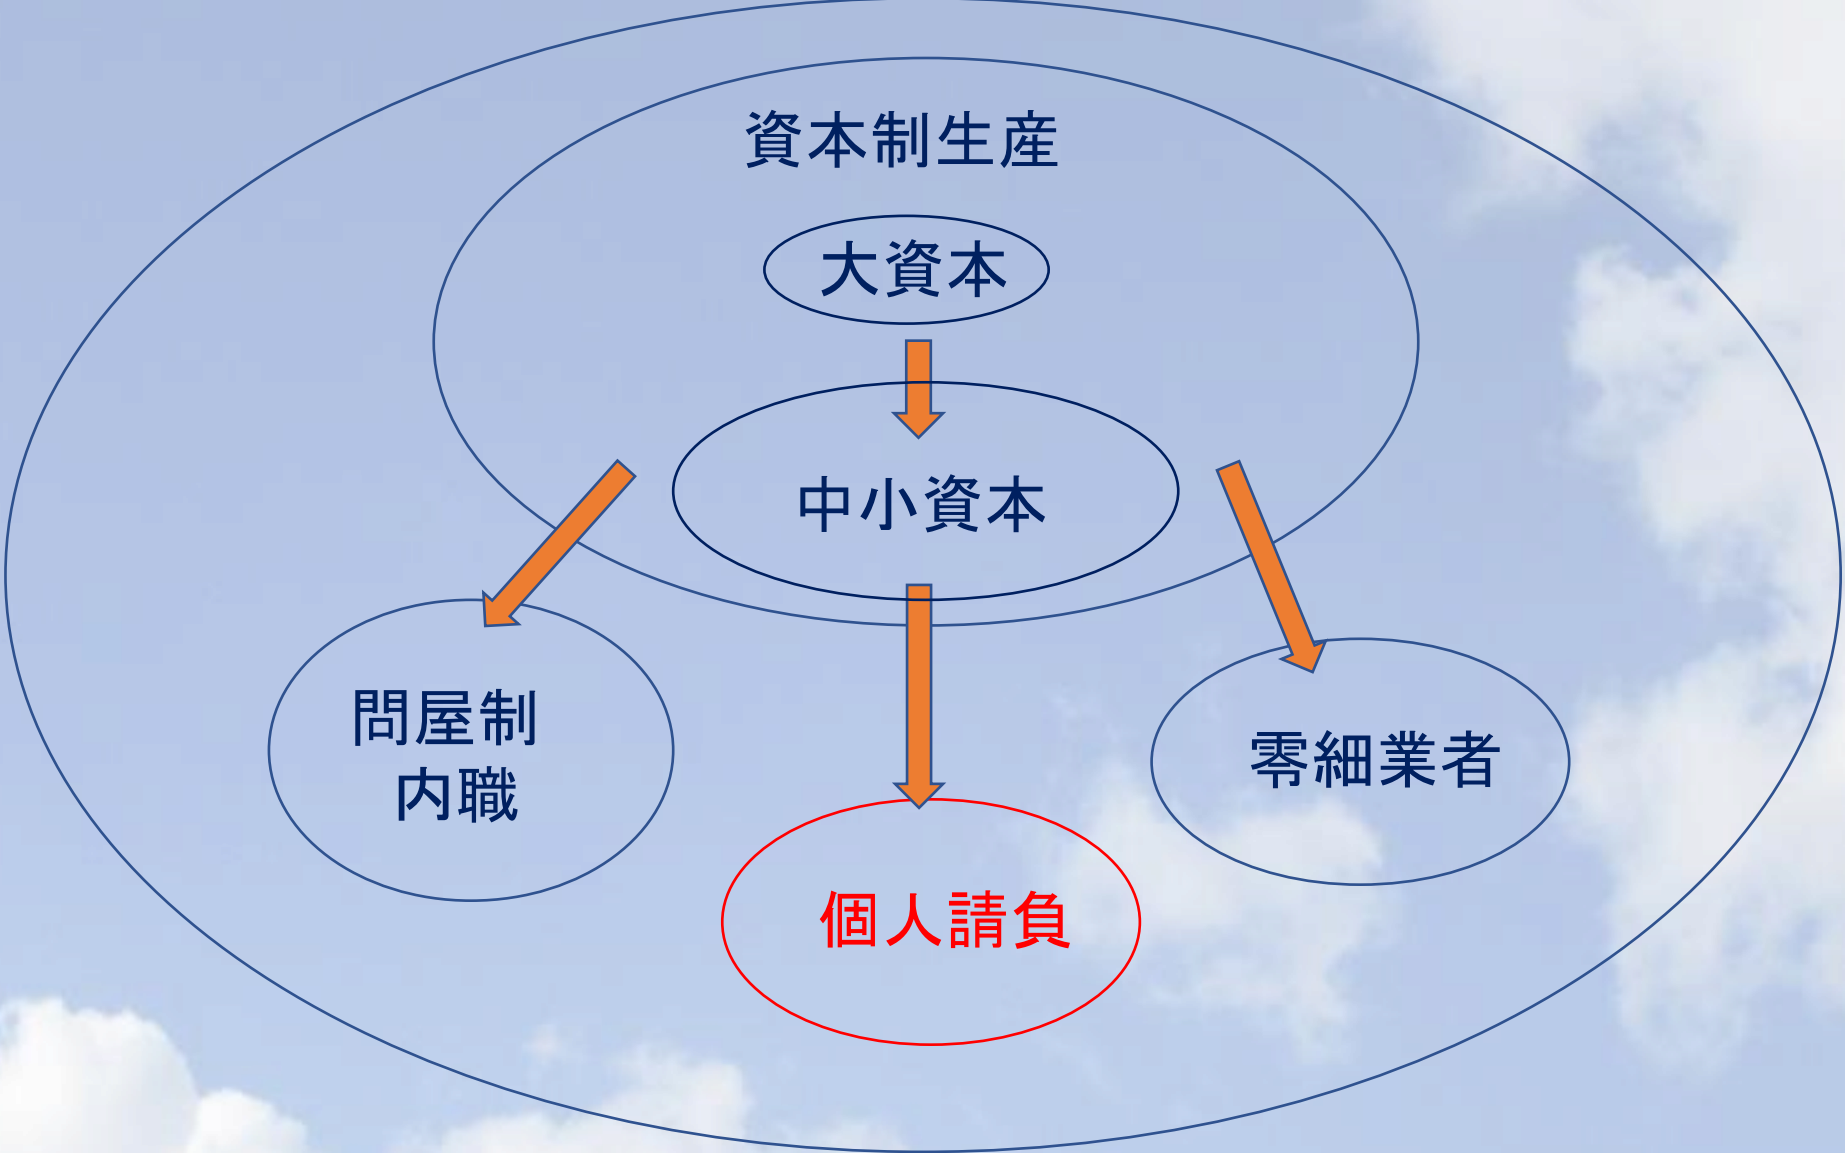 資本制生産
大資本
中小資本
問屋制
内職
零細業者
個人請負